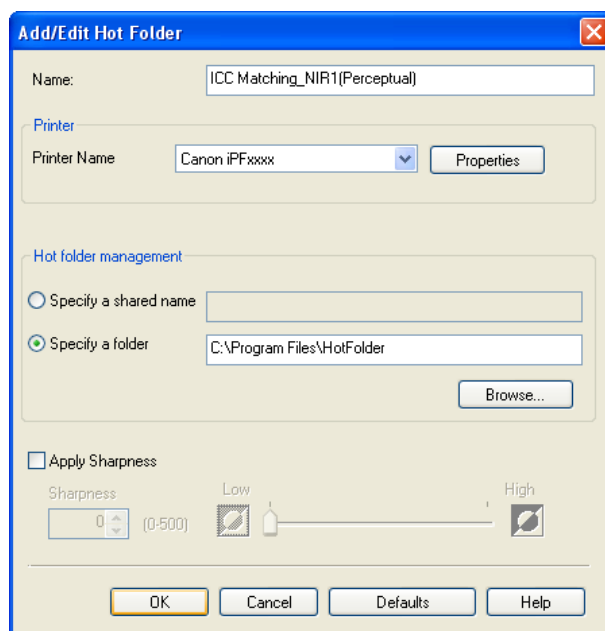 Add/Edit Hot Folder
Name: ICC Matching_NIR1(Perceptual)
Printer
Printer Name Canon iPFxxxx Properties
Hot folder management
Specify a shared name
Specify a folder C:\Program Files\HotFolder
Browse...
Apply Sharpness
Sharpness Low High
0 (0-500)
OK Cancel Defaults Help